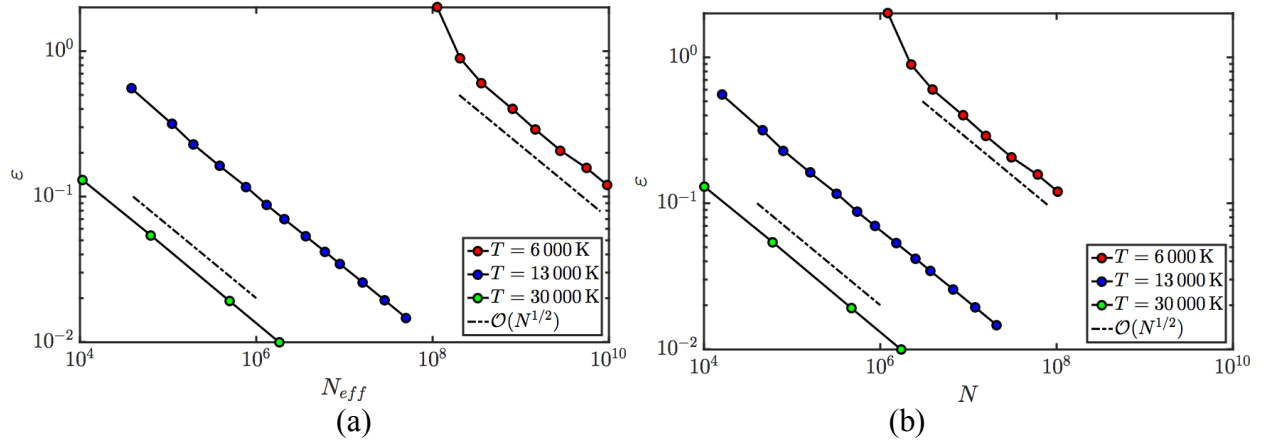 10^0
10^{-1}
10^{-2}
ε
10^4
10^6
10^8
10^{10}
N_{eff}
T = 6 000 K
T = 13 000 K
T = 30 000 K
O(N^{1/2})
(a)
10^0
10^{-1}
10^{-2}
ε
10^4
10^6
10^8
10^{10}
N
T = 6 000 K
T = 13 000 K
T = 30 000 K
O(N^{1/2})
(b)